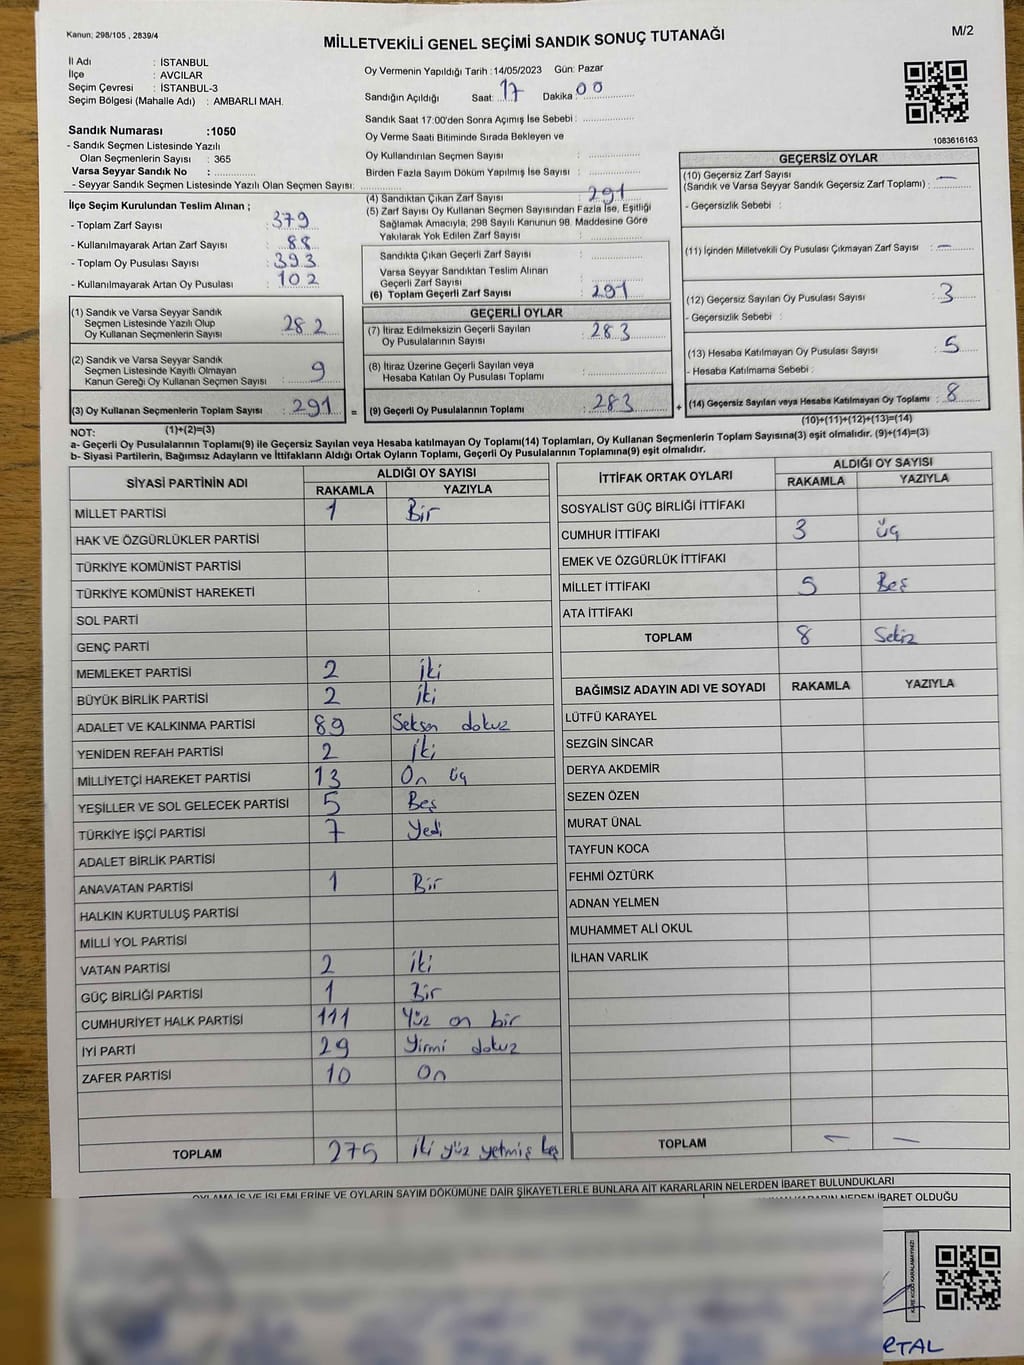 Kanun; 298/105 , 2839/4
MİLLETVEKİLİ GENEL SEÇİMİ SANDIK SONUÇ TUTANAĞI
M/2
İl Adı : İSTANBUL
İlçe : AVCILAR
Seçim Çevresi : İSTANBUL-3
Seçim Bölgesi (Mahalle Adı) : AMBARLI MAH.
Sandık Numarası :1050
- Sandık Seçmen Listesinde Yazılı
Olan Seçmenlerin Sayısı : 365
Varsa Seyyar Sandık No :
- Seyyar Sandık Seçmen Listesinde Yazılı Olan Seçmen Sayısı:
Oy Vermenin Yapıldığı Tarih :14/05/2023 Gün: Pazar
Sandığın Açıldığı Saat: 17 Dakika: 00
Sandık Saat 17:00'den Sonra Açımış İse Sebebi :
Oy Verme Saati Bitiminde Sırada Bekleyen ve
Oy Kullandırılan Seçmen Sayısı :
Birden Fazla Sayım Döküm Yapılmış İse Sayısı :
1083616163
İlçe Seçim Kurulundan Teslim Alınan ;
- Toplam Zarf Sayısı : 379
- Kullanılmayarak Artan Zarf Sayısı : 88
- Toplam Oy Pusulası Sayısı : 393
- Kullanılmayarak Artan Oy Pusulası : 102
(1) Sandık ve Varsa Seyyar Sandık
Seçmen Listesinde Yazılı Olup
Oy Kullanan Seçmenlerin Sayısı : 282
(2) Sandık ve Varsa Seyyar Sandık
Seçmen Listesinde Kayıtlı Olmayan
Kanun Gereği Oy Kullanan Seçmen Sayısı : 9
(3) Oy Kullanan Seçmenlerin Toplam Sayısı : 291 =
(1)+(2)=(3)
(4) Sandıktan Çıkan Zarf Sayısı : 291
(5) Zarf Sayısı Oy Kullanan Seçmen Sayısından Fazla İse, Eşitliği
Sağlamak Amacıyla, 298 Sayılı Kanunun 98. Maddesine Göre
Yakılarak Yok Edilen Zarf Sayısı :
Sandıkta Çıkan Geçerli Zarf Sayısı :
Varsa Seyyar Sandıktan Teslim Alınan
Geçerli Zarf Sayısı :
(6) Toplam Geçerli Zarf Sayısı : 291
GEÇERLİ OYLAR
(7) İtiraz Edilmeksizin Geçerli Sayılan
Oy Pusulalarının Sayısı : 283
(8) İtiraz Üzerine Geçerli Sayılan veya
Hesaba Katılan Oy Pusulası Toplamı :
(9) Geçerli Oy Pusulalarının Toplamı : 283 +
GEÇERSİZ OYLAR
(10) Geçersiz Zarf Sayısı
(Sandık ve Varsa Seyyar Sandık Geçersiz Zarf Toplamı) : —
- Geçersizlik Sebebi :
(11) İçinden Milletvekili Oy Pusulası Çıkmayan Zarf Sayısı : —
(12) Geçersiz Sayılan Oy Pusulası Sayısı : 3
- Geçersizlik Sebebi :
(13) Hesaba Katılmayan Oy Pusulası Sayısı : 5
- Hesaba Katılmama Sebebi :
(14) Geçersiz Sayılan veya Hesaba Katılmayan Oy Toplamı : 8
(10)+(11)+(12)+(13)=(14)
NOT:
a- Geçerli Oy Pusulalarının Toplamı(9) ile Geçersiz Sayılan veya Hesaba katılmayan Oy Toplamı(14) Toplamları, Oy Kullanan Seçmenlerin Toplam Sayısına(3) eşit olmalıdır. (9)+(14)=(3)
b- Siyasi Partilerin, Bağımsız Adayların ve İttifakların Aldığı Ortak Oyların Toplamı, Geçerli Oy Pusulalarının Toplamına(9) eşit olmalıdır.
SİYASİ PARTİNİN ADI ALDIĞI OY SAYISI
RAKAMLA YAZIYLA
MİLLET PARTİSİ 1 Bir
HAK VE ÖZGÜRLÜKLER PARTİSİ
TÜRKİYE KOMÜNİST PARTİSİ
TÜRKİYE KOMÜNİST HAREKETİ
SOL PARTİ
GENÇ PARTİ
MEMLEKET PARTİSİ 2 İki
BÜYÜK BİRLİK PARTİSİ 2 İki
ADALET VE KALKINMA PARTİSİ 89 Seksen dokuz
YENİDEN REFAH PARTİSİ 2 İki
MİLLİYETÇİ HAREKET PARTİSİ 13 On üç
YEŞİLLER VE SOL GELECEK PARTİSİ 5 Beş
TÜRKİYE İŞÇİ PARTİSİ 7 Yedi
ADALET BİRLİK PARTİSİ
ANAVATAN PARTİSİ 1 Bir
HALKIN KURTULUŞ PARTİSİ
MİLLİ YOL PARTİSİ
VATAN PARTİSİ 2 İki
GÜÇ BİRLİĞİ PARTİSİ 1 Bir
CUMHURİYET HALK PARTİSİ 111 Yüz on bir
İYİ PARTİ 29 Yirmi dokuz
ZAFER PARTİSİ 10 On
TOPLAM 275 İki yüz yetmiş beş
İTTİFAK ORTAK OYLARI ALDIĞI OY SAYISI
RAKAMLA YAZIYLA
SOSYALİST GÜÇ BİRLİĞİ İTTİFAKI
CUMHUR İTTİFAKI 3 Üç
EMEK VE ÖZGÜRLÜK İTTİFAKI
MİLLET İTTİFAKI 5 Beş
ATA İTTİFAKI
TOPLAM 8 Sekiz
BAĞIMSIZ ADAYIN ADI VE SOYADI RAKAMLA YAZIYLA
LÜTFÜ KARAYEL
SEZGİN SİNCAR
DERYA AKDEMİR
SEZEN ÖZEN
MURAT ÜNAL
TAYFUN KOCA
FEHMİ ÖZTÜRK
ADNAN YELMEN
MUHAMMET ALİ OKUL
İLHAN VARLIK
TOPLAM — —
OYLAMA İŞ VE İŞLEMLERİNE VE OYLARIN SAYIM DÖKÜMÜNE DAİR ŞİKAYETLERLE BUNLARA AİT KARARLARIN NELERDEN İBARET BULUNDUKLARI
KARARIN NEDEN İBARET OLDUĞU